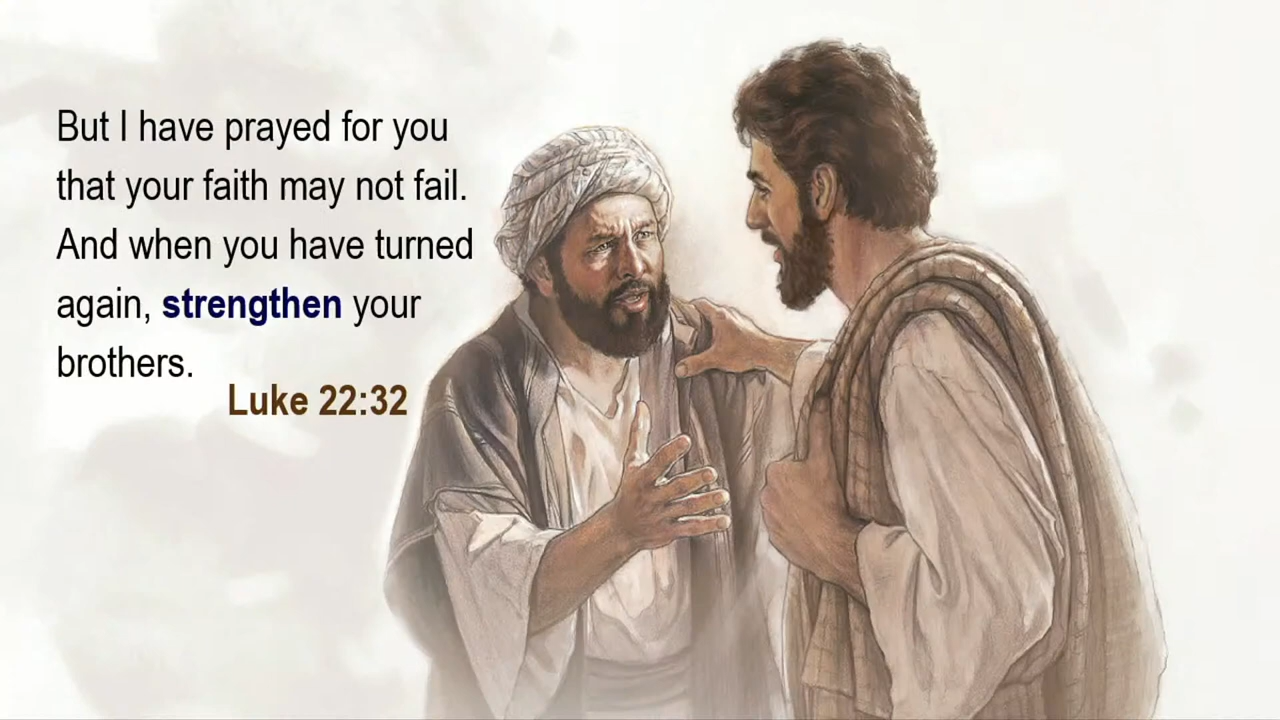 But I have prayed for you
that your faith may not fail.
And when you have turned
again, strengthen your
brothers.
Luke 22:32